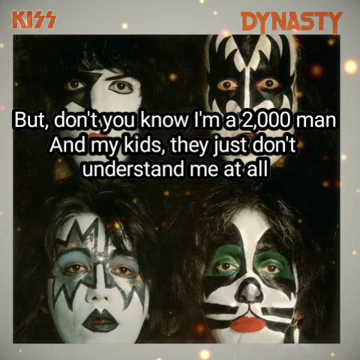 KISS DYNASTY
But, don't you know I'm a 2,000 man
And my kids, they just don't
understand me at all